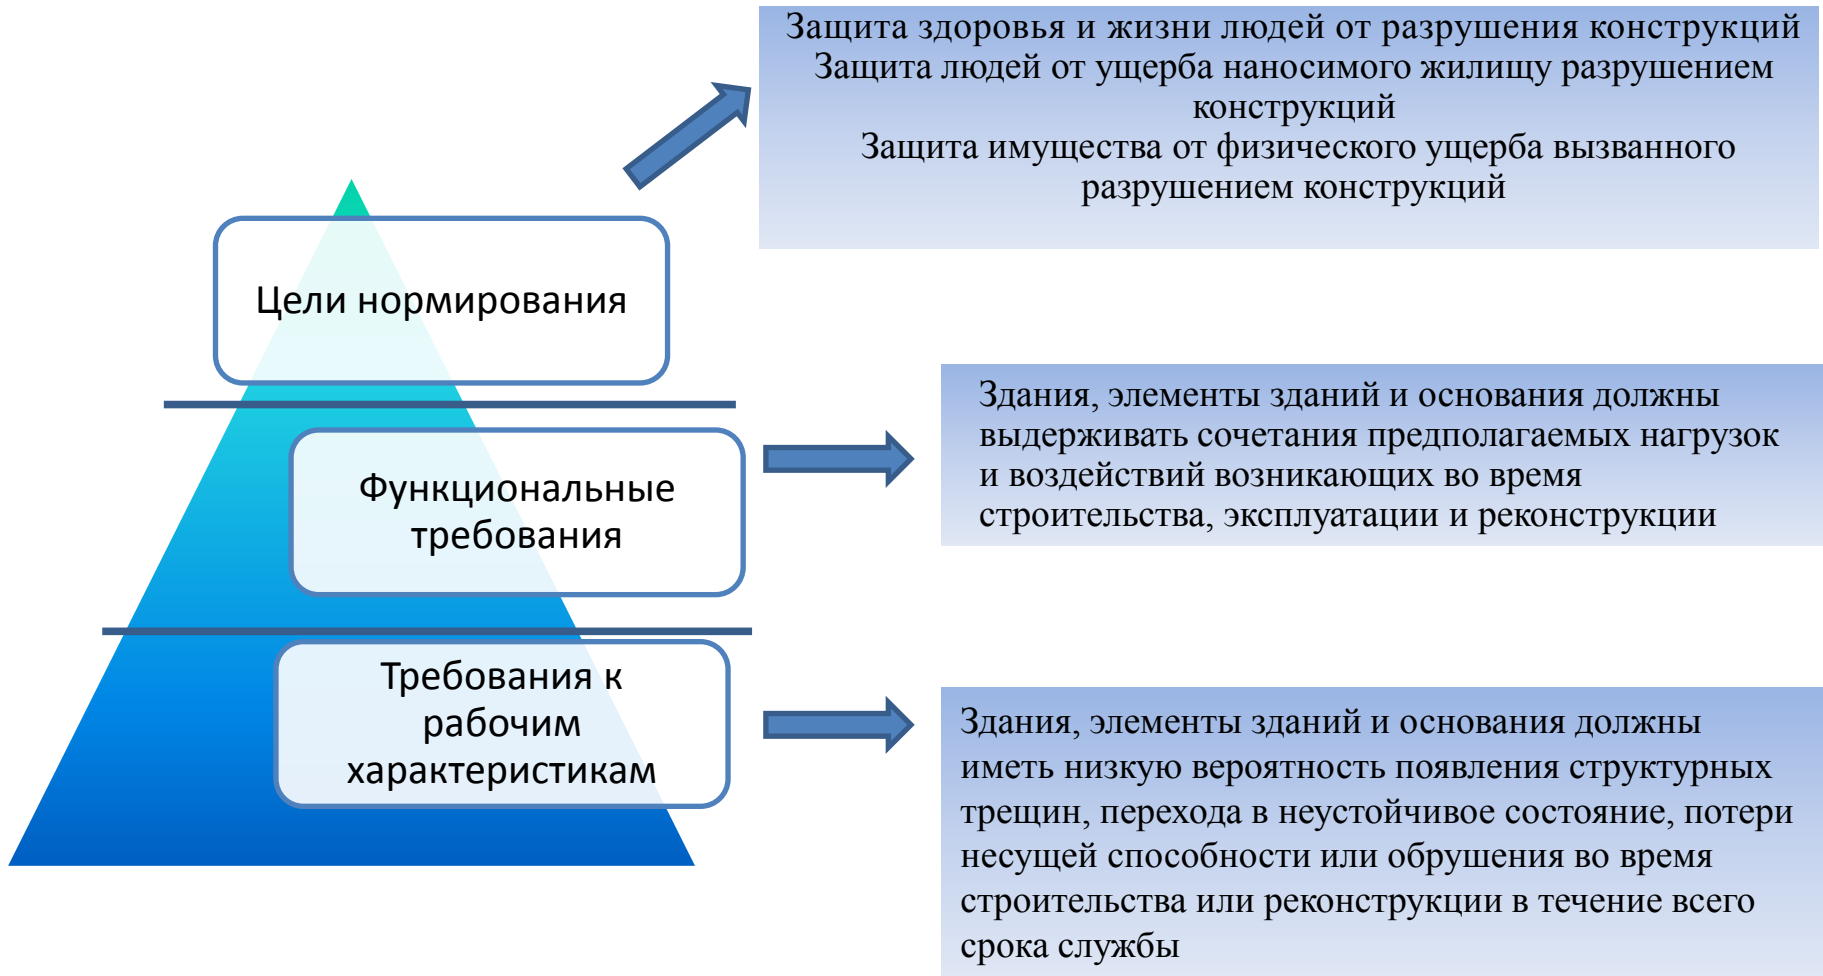 Защита здоровья и жизни людей от разрушения конструкций
Защита людей от ущерба наносимого жилищу разрушением
конструкций
Защита имущества от физического ущерба вызванного
разрушением конструкций
Цели нормирования
Функциональные
требования
Здания, элементы зданий и основания должны
выдерживать сочетания предполагаемых нагрузок
и воздействий возникающих во время
строительства, эксплуатации и реконструкции
Требования к
рабочим
характеристикам
Здания, элементы зданий и основания должны
иметь низкую вероятность появления структурных
трещин, перехода в неустойчивое состояние, потери
несущей способности или обрушения во время
строительства или реконструкции в течение всего
срока службы